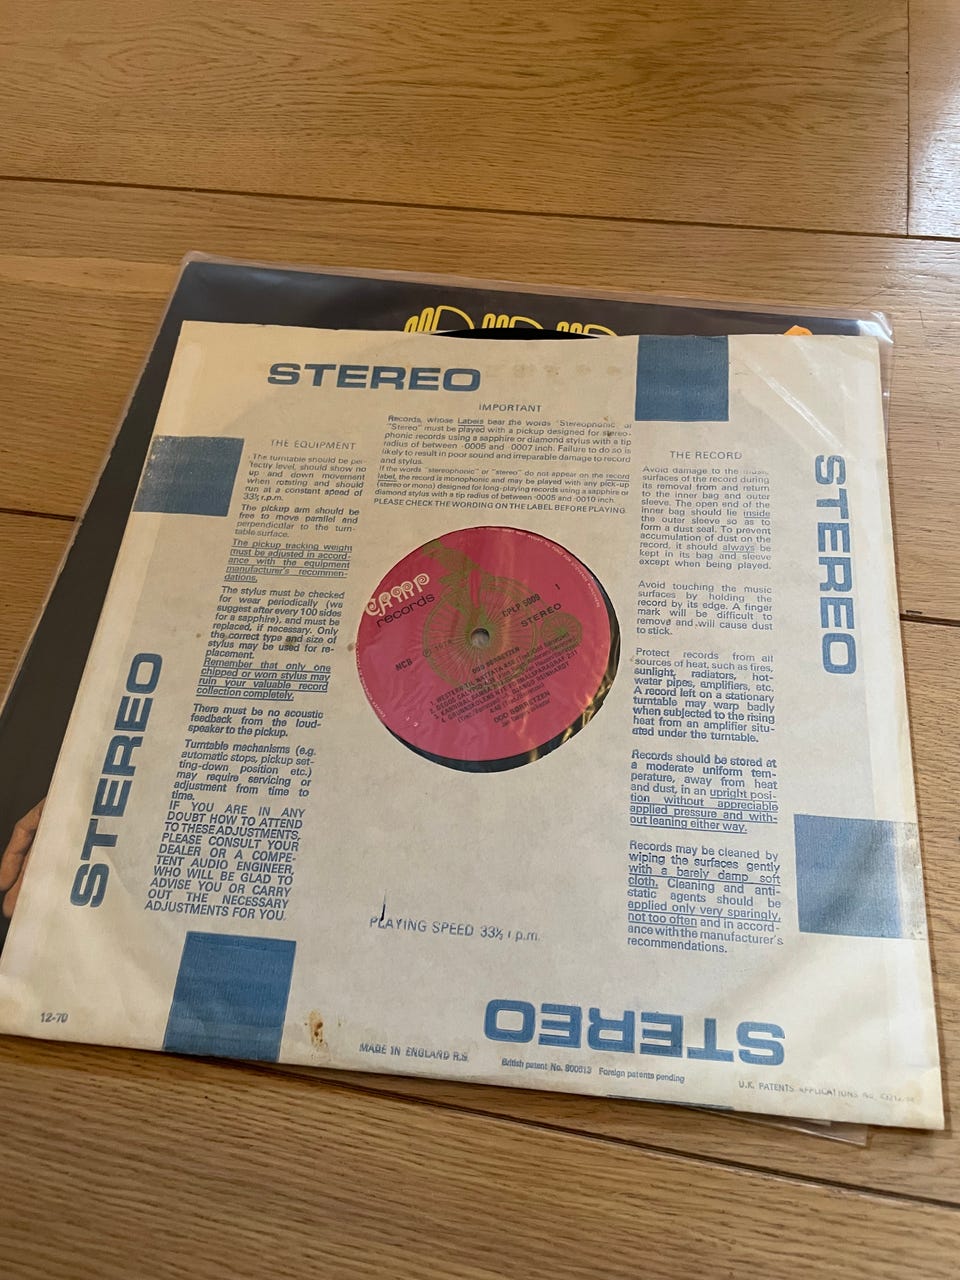 STEREO
IMPORTANT
Records, whose Labels bear the words "Stereophonic" or
"Stereo" must be played with a pickup designed for stereo-
phonic records using a sapphire or diamond stylus with a tip
radius of between ·0005 and ·0007 inch. Failure to do so is
likely to result in poor sound and irreparable damage to record
and stylus.
If the words "stereophonic" or "stereo" do not appear on the record
label, the record is monophonic and may be played with any pick-up
(stereo or mono) designed for long-playing records using a sapphire or
diamond stylus with a tip radius of between ·0005 and ·0010 inch.
PLEASE CHECK THE WORDING ON THE LABEL BEFORE PLAYING.
THE EQUIPMENT
The turntable should be per-
fectly level, should show no
up and down movement
when rotating and should
run at a constant speed of
33⅓ r.p.m.
The pickup arm should be
free to move parallel and
perpendicular to the turn-
table surface.
The pickup tracking weight
must be adjusted in accord-
ance with the equipment
manufacturer's recommen-
dations.
The stylus must be checked
for wear periodically (we
suggest after every 100 sides
for a sapphire), and must be
replaced, if necessary. Only
the correct type and size of
stylus may be used for re-
placement.
Remember that only one
chipped or worn stylus may
ruin your valuable record
collection completely.
There must be no acoustic
feedback from the loud-
speaker to the pickup.
Turntable mechanisms (e.g.
automatic stops, pickup set-
ting-down position etc.)
may require servicing or
adjustment from time to
time.
IF YOU ARE IN ANY
DOUBT HOW TO ATTEND
TO THESE ADJUSTMENTS,
PLEASE CONSULT YOUR
DEALER OR A COMPE-
TENT AUDIO ENGINEER,
WHO WILL BE GLAD TO
ADVISE YOU OR CARRY
OUT THE NECESSARY
ADJUSTMENTS FOR YOU.
THE RECORD
Avoid damage to the music
surfaces of the record during
its removal from and return
to the inner bag and outer
sleeve. The open end of the
inner bag should lie inside
the outer sleeve so as to
form a dust seal. To prevent
accumulation of dust on the
record, it should always be
kept in its bag and sleeve
except when being played.
Avoid touching the music
surfaces by holding the
record by its edge. A finger
mark will be difficult to
remove and will cause dust
to stick.
Protect records from all
sources of heat, such as fires,
sunlight, radiators, hot-
water pipes, amplifiers, etc.
A record left on a stationary
turntable may warp badly
when subjected to the rising
heat from an amplifier situ-
ated under the turntable.
Records should be stored at
a moderate uniform tem-
perature, away from heat
and dust, in an upright posi-
tion without appreciable
applied pressure and with-
out leaning either way.
Records may be cleaned by
wiping the surfaces gently
with a barely damp soft
cloth. Cleaning and anti-
static agents should be
applied only very sparingly,
not too often and in accord-
ance with the manufacturer's
recommendations.
STEREO
STEREO
CAMP
records
1
CPLP 5009
STEREO
NCB
ODD BØRRETZEN
ODD BØRRETZEN
PLAYING SPEED 33⅓ r.p.m.
STEREO
12-70
MADE IN ENGLAND R.S.
British patent No. 800513 Foreign patents pending
U.K. PATENTS APPLICATIONS No.